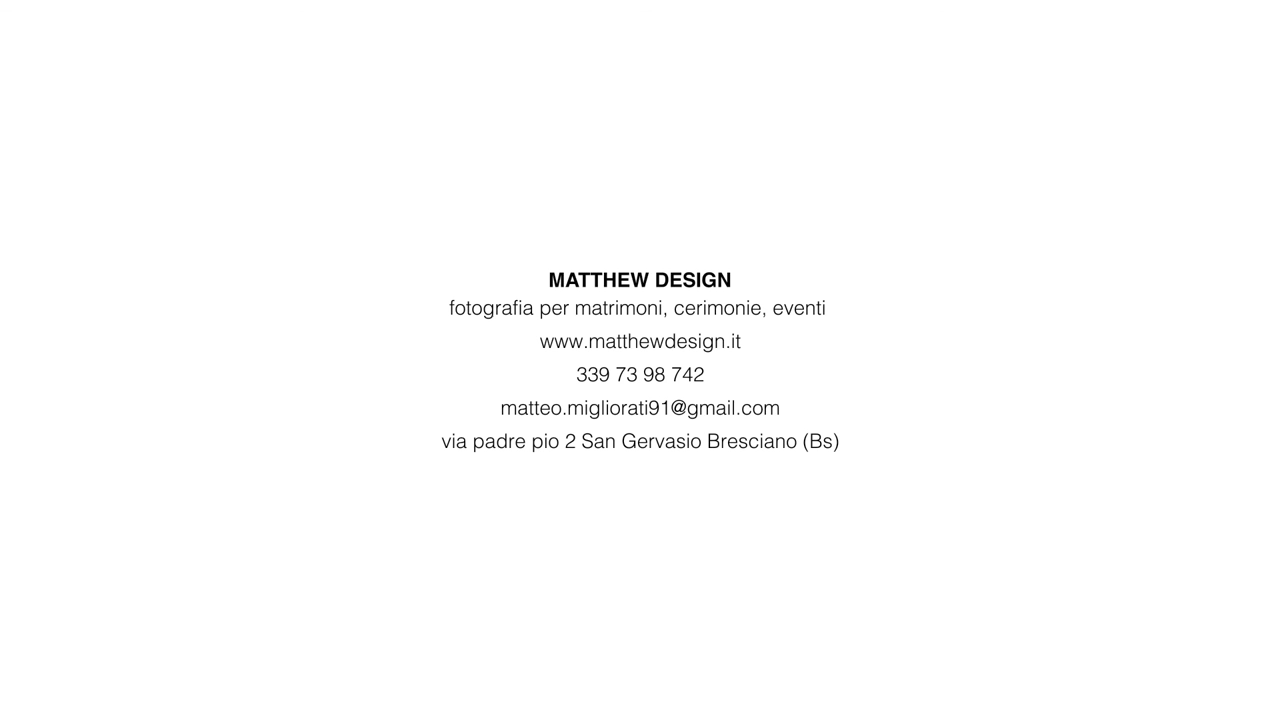 MATTHEW DESIGN
fotografia per matrimoni, cerimonie, eventi
www.matthewdesign.it
339 73 98 742
matteo.migliorati91@gmail.com
via padre pio 2 San Gervasio Bresciano (Bs)